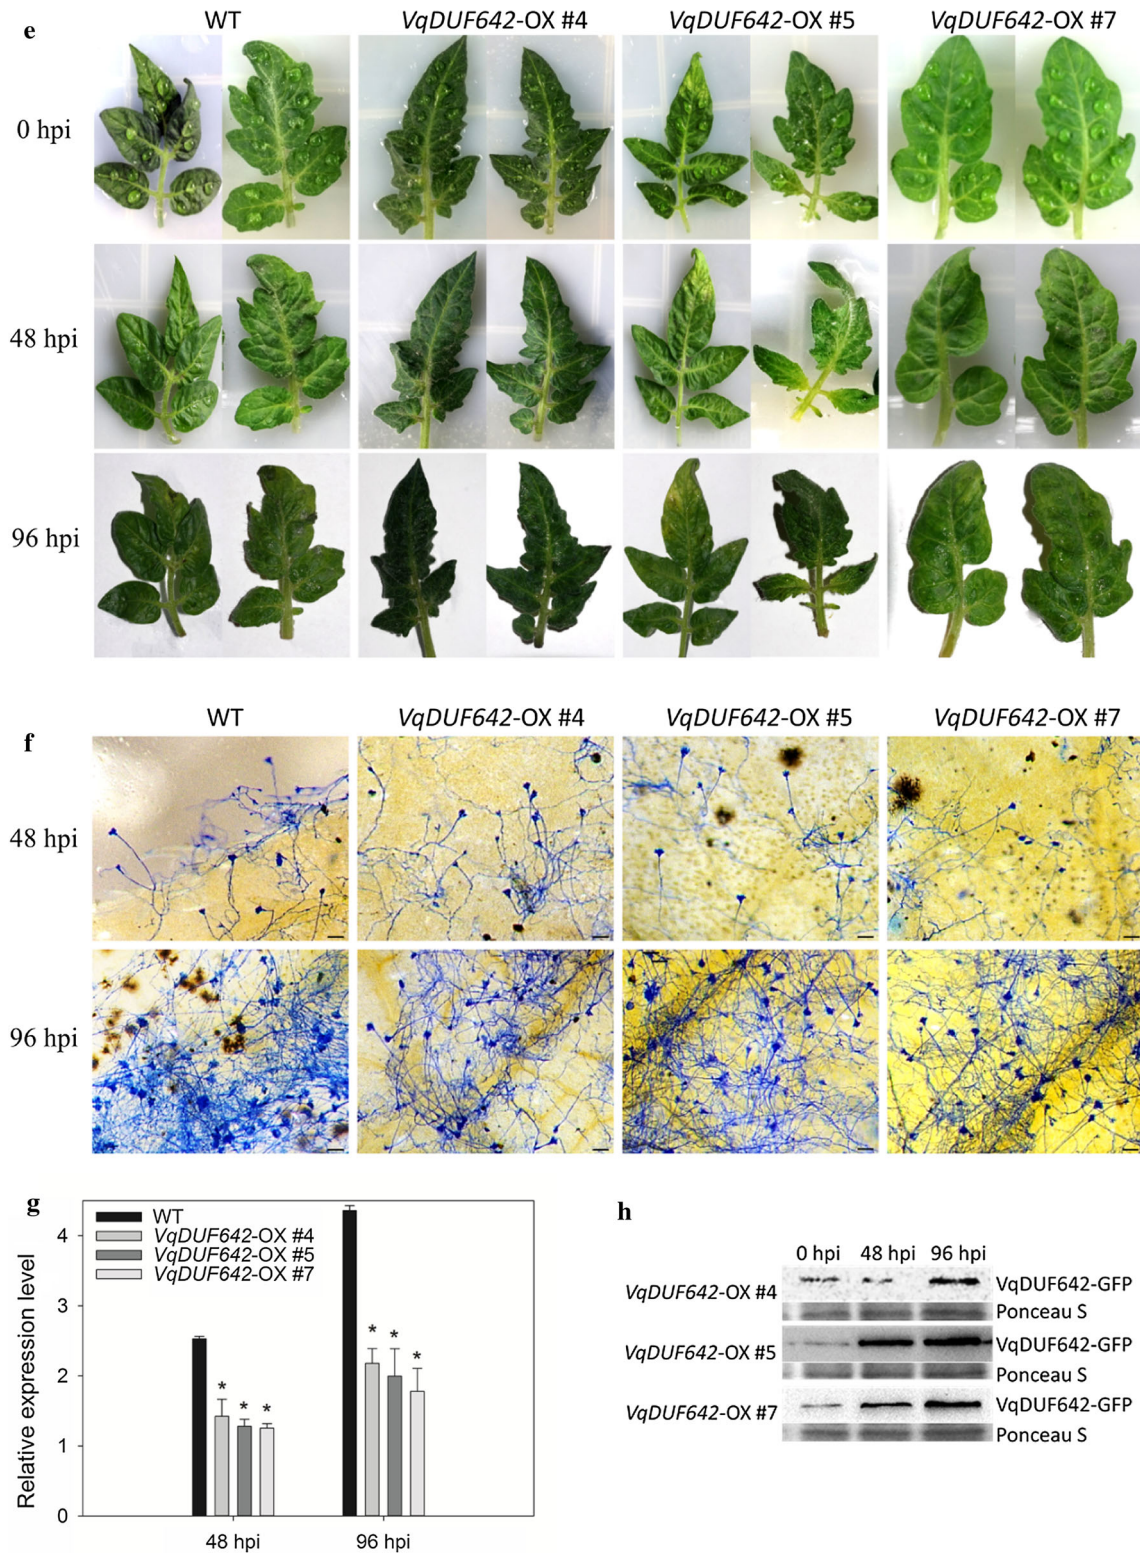 e
WT VqDUF642-OX #4 VqDUF642-OX #5 VqDUF642-OX #7
0 hpi
48 hpi
96 hpi
f
WT VqDUF642-OX #4 VqDUF642-OX #5 VqDUF642-OX #7
48 hpi
96 hpi
g
Relative expression level
4
3
2
1
0
WT
VqDUF642-OX #4
VqDUF642-OX #5
VqDUF642-OX #7
* * *
* * *
48 hpi 96 hpi
h
0 hpi 48 hpi 96 hpi
VqDUF642-OX #4 VqDUF642-GFP
Ponceau S
VqDUF642-OX #5 VqDUF642-GFP
Ponceau S
VqDUF642-OX #7 VqDUF642-GFP
Ponceau S